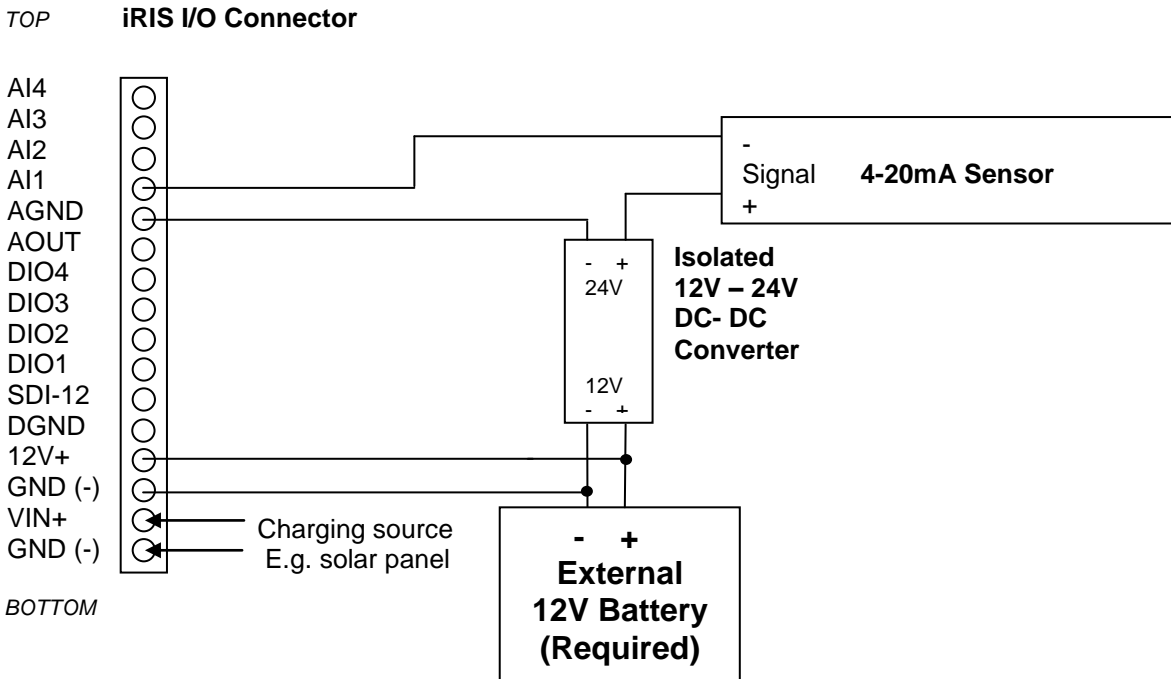 TOP
iRIS I/O Connector
AI4
AI3
AI2
AI1
AGND
AOUT
DIO4
DIO3
DIO2
DIO1
SDI-12
DGND
12V+
GND (-)
VIN+
GND (-)
BOTTOM
Charging source
E.g. solar panel
-
Signal 4-20mA Sensor
+
- +
24V
12V
- +
Isolated
12V – 24V
DC- DC
Converter
- +
External
12V Battery
(Required)